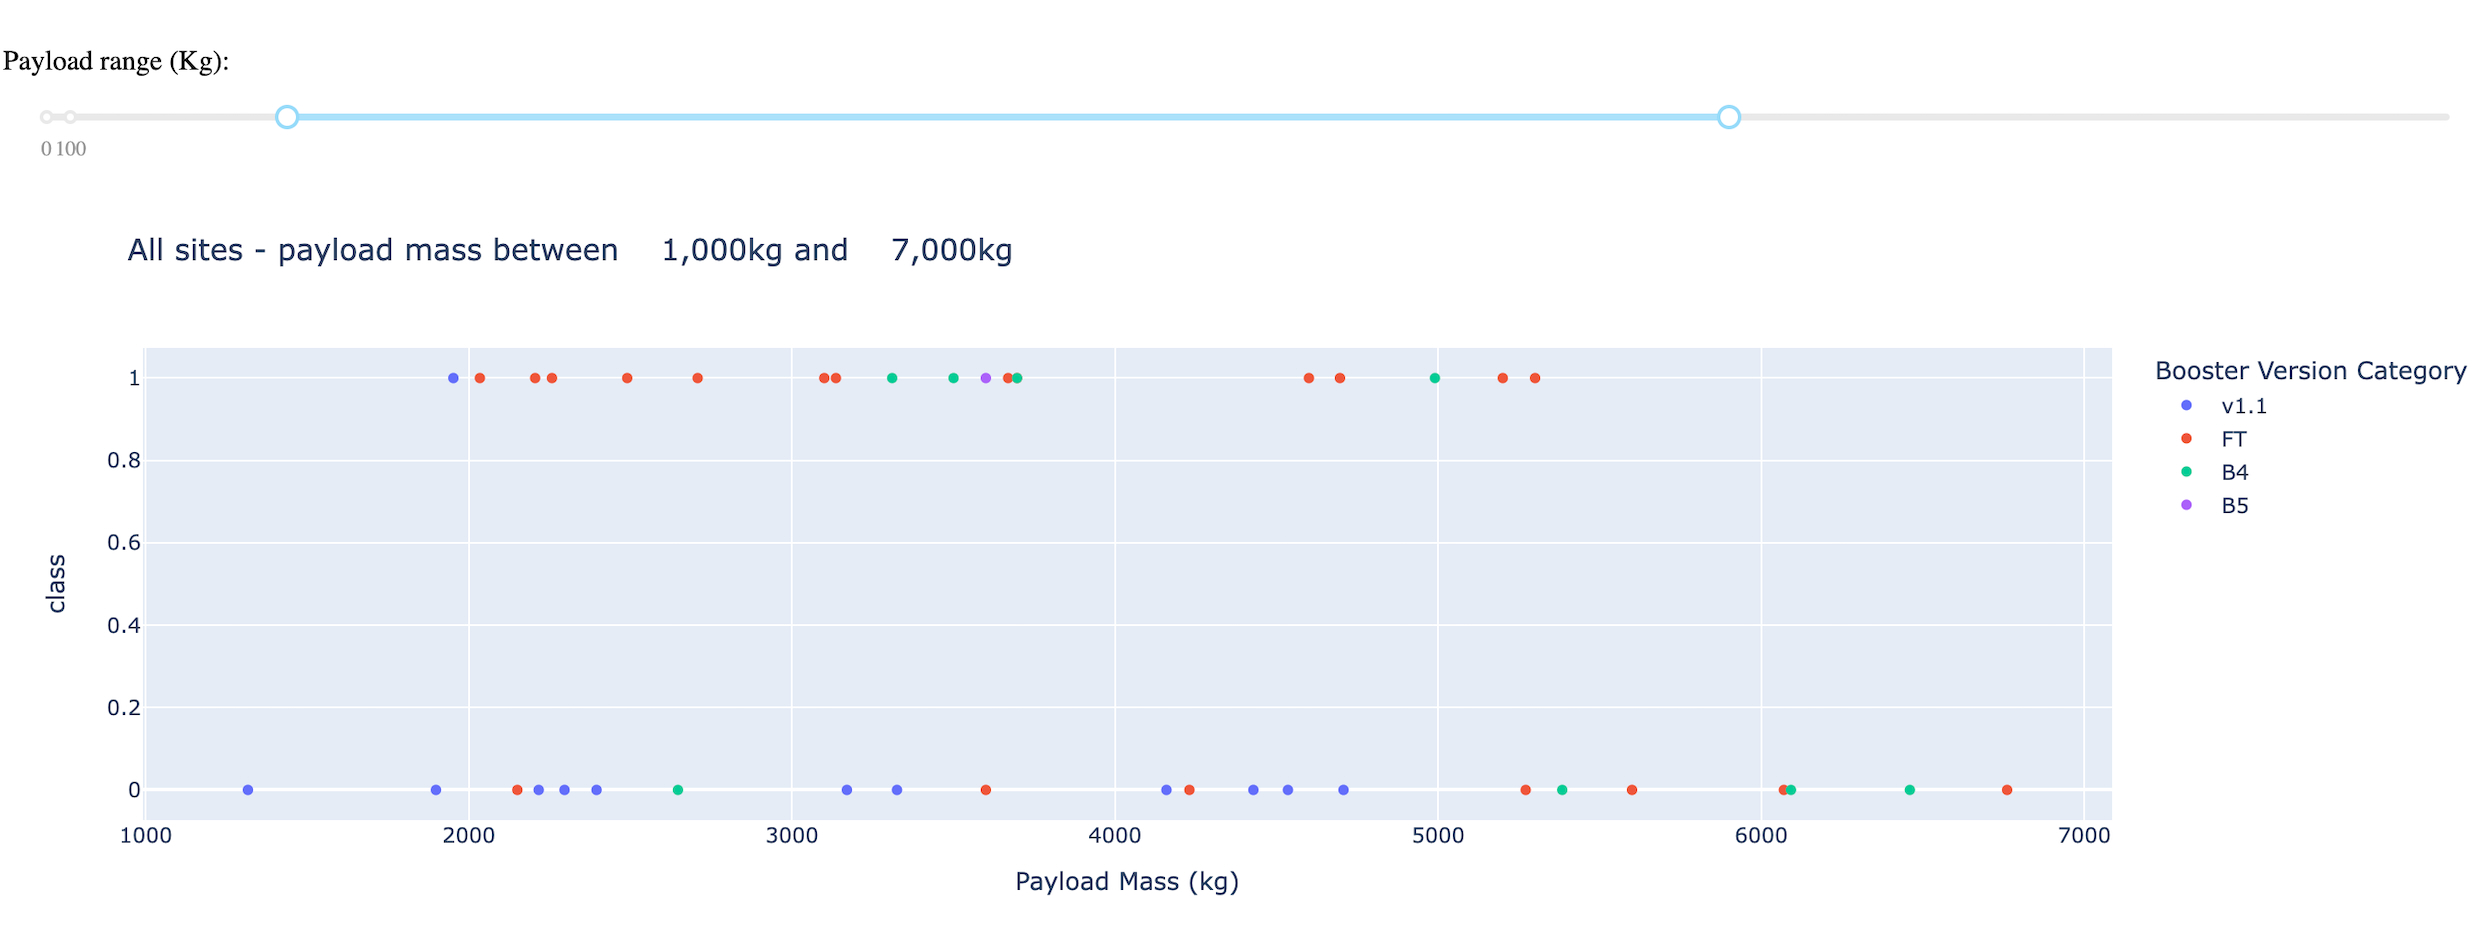 Payload range (Kg):
0 100
All sites - payload mass between 1,000kg and 7,000kg
1
0.8
0.6
0.4
0.2
0
class
1000 2000 3000 4000 5000 6000 7000
Payload Mass (kg)
Booster Version Category
v1.1
FT
B4
B5